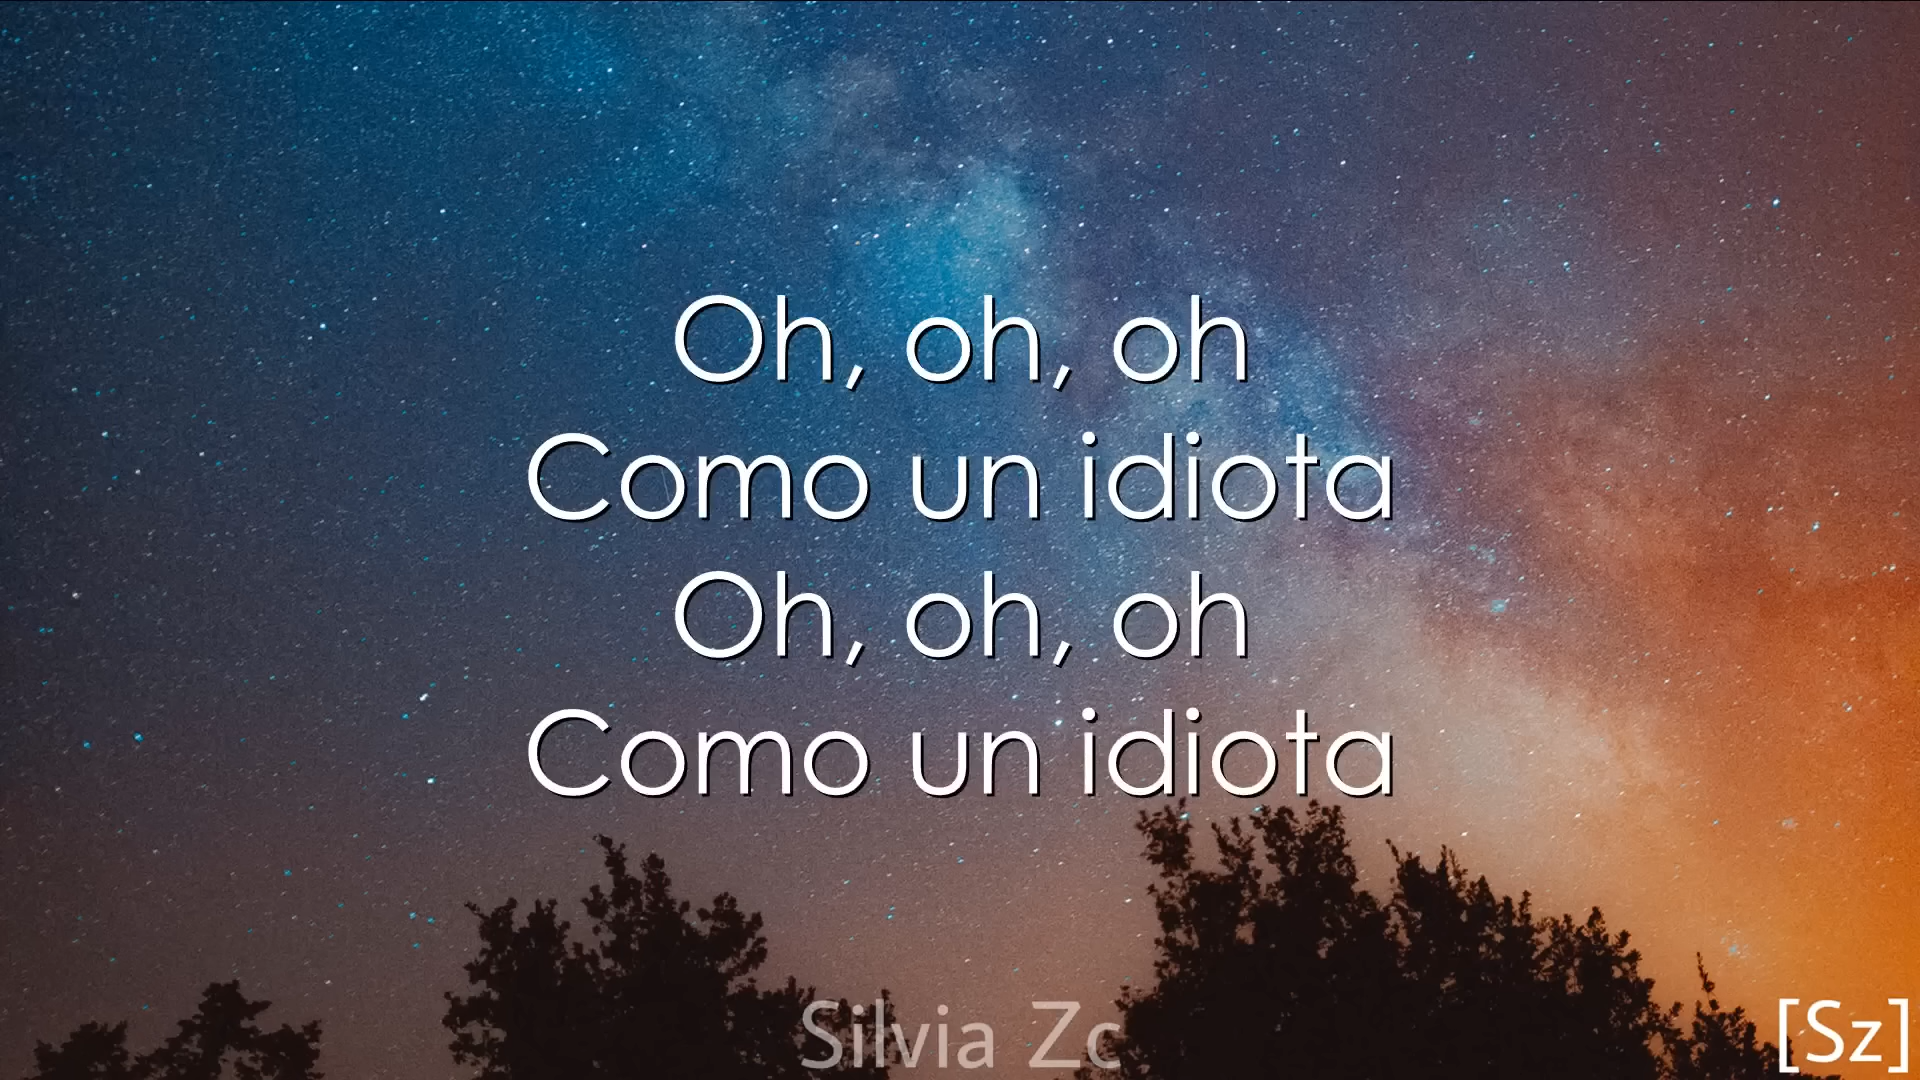 Oh, oh, oh
Como un idiota
Oh, oh, oh
Como un idiota
Silvia Zc
[Sz]